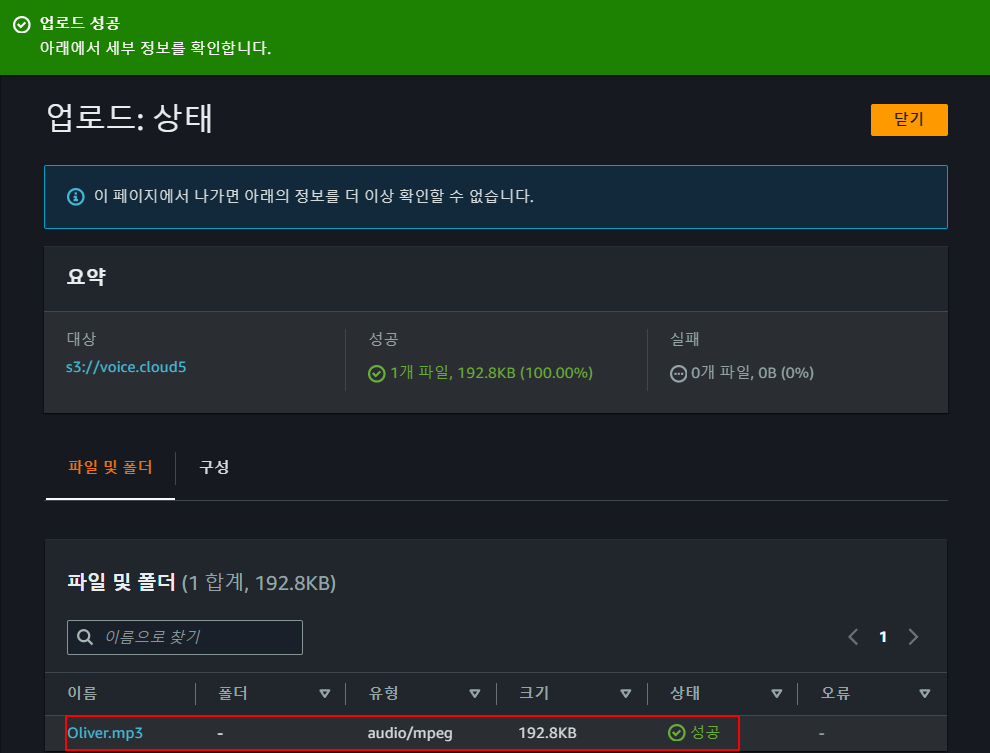 업로드 성공
아래에서 세부 정보를 확인합니다.
업로드: 상태
닫기
이 페이지에서 나가면 아래의 정보를 더 이상 확인할 수 없습니다.
요약
대상 성공 실패
s3://voice.cloud5 1개 파일, 192.8KB (100.00%) 0개 파일, 0B (0%)
파일 및 폴더 구성
파일 및 폴더 (1 합계, 192.8KB)
이름으로 찾기 1
이름 폴더 유형 크기 상태 오류
Oliver.mp3 - audio/mpeg 192.8KB 성공 -